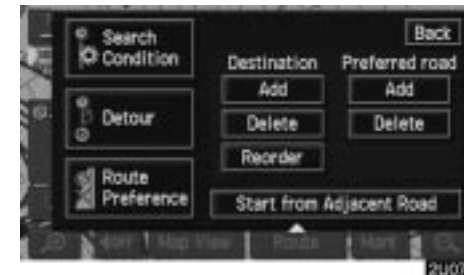 Back
Search
Condition
Destination
Preferred road
Add
Add
Detour
Delete
Delete
Reorder
Route
Preference
Start from Adjacent Road
Map View
Route
Mark